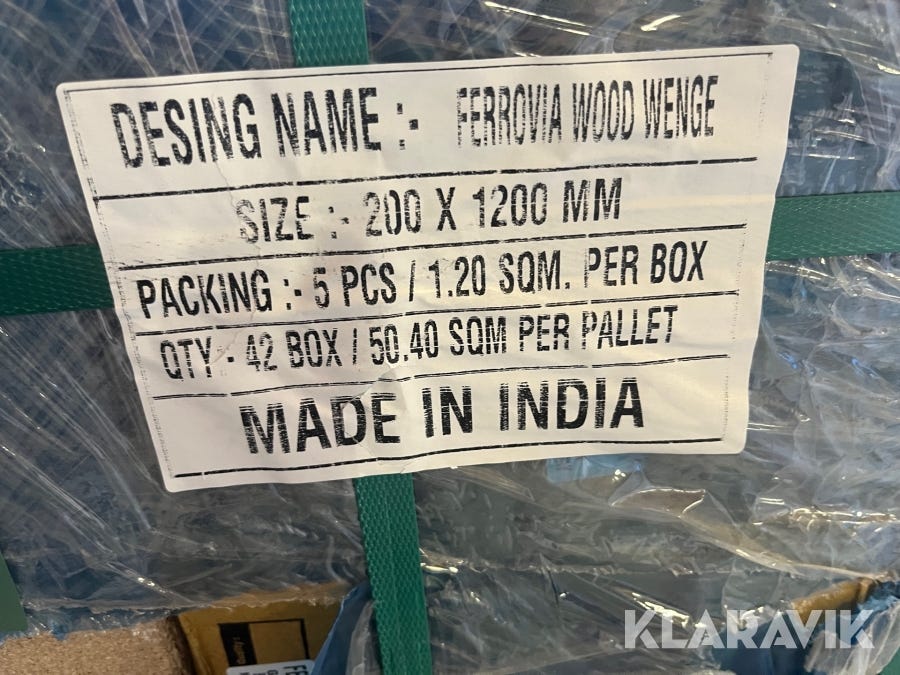 DESING NAME :- FERROVIA WOOD WENGE
SIZE :- 200 X 1200 MM
PACKING :- 5 PCS / 1.20 SQM. PER BOX
QTY - 42 BOX / 50.40 SQM PER PALLET
MADE IN INDIA
KLARAVIK